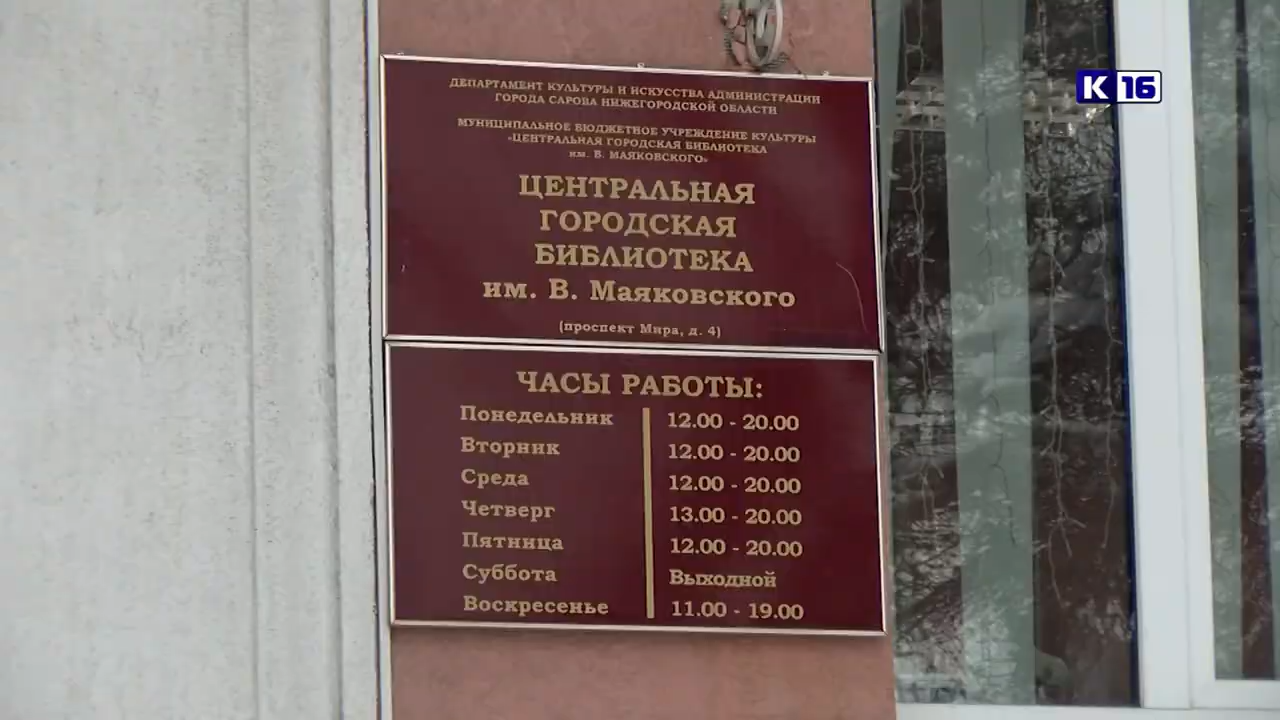 ДЕПАРТАМЕНТ КУЛЬТУРЫ И ИСКУССТВА АДМИНИСТРАЦИИ
ГОРОДА САРОВА НИЖЕГОРОДСКОЙ ОБЛАСТИ
МУНИЦИПАЛЬНОЕ БЮДЖЕТНОЕ УЧРЕЖДЕНИЕ КУЛЬТУРЫ
«ЦЕНТРАЛЬНАЯ ГОРОДСКАЯ БИБЛИОТЕКА
им. В. МАЯКОВСКОГО»
ЦЕНТРАЛЬНАЯ
ГОРОДСКАЯ
БИБЛИОТЕКА
им. В. Маяковского
(проспект Мира, д. 4)
ЧАСЫ РАБОТЫ:
Понедельник 12.00 - 20.00
Вторник 12.00 - 20.00
Среда 12.00 - 20.00
Четверг 13.00 - 20.00
Пятница 12.00 - 20.00
Суббота Выходной
Воскресенье 11.00 - 19.00
К 16